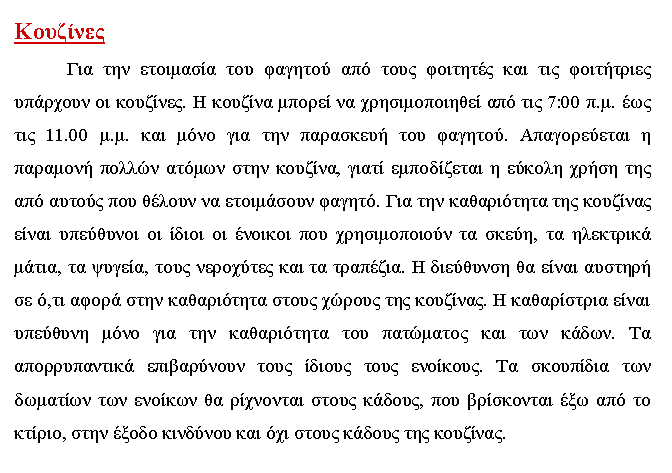 Κουζίνες
Για την ετοιμασία του φαγητού από τους φοιτητές και τις φοιτήτριες
υπάρχουν οι κουζίνες. Η κουζίνα μπορεί να χρησιμοποιηθεί από τις 7:00 π.μ. έως
τις 11.00 μ.μ. και μόνο για την παρασκευή του φαγητού. Απαγορεύεται η
παραμονή πολλών ατόμων στην κουζίνα, γιατί εμποδίζεται η εύκολη χρήση της
από αυτούς που θέλουν να ετοιμάσουν φαγητό. Για την καθαριότητα της κουζίνας
είναι υπεύθυνοι οι ίδιοι οι ένοικοι που χρησιμοποιούν τα σκεύη, τα ηλεκτρικά
μάτια, τα ψυγεία, τους νεροχύτες και τα τραπέζια. Η διεύθυνση θα είναι αυστηρή
σε ό,τι αφορά στην καθαριότητα στους χώρους της κουζίνας. Η καθαρίστρια είναι
υπεύθυνη μόνο για την καθαριότητα του πατώματος και των κάδων. Τα
απορρυπαντικά επιβαρύνουν τους ίδιους τους ενοίκους. Τα σκουπίδια των
δωματίων των ενοίκων θα ρίχνονται στους κάδους, που βρίσκονται έξω από το
κτίριο, στην έξοδο κινδύνου και όχι στους κάδους της κουζίνας.